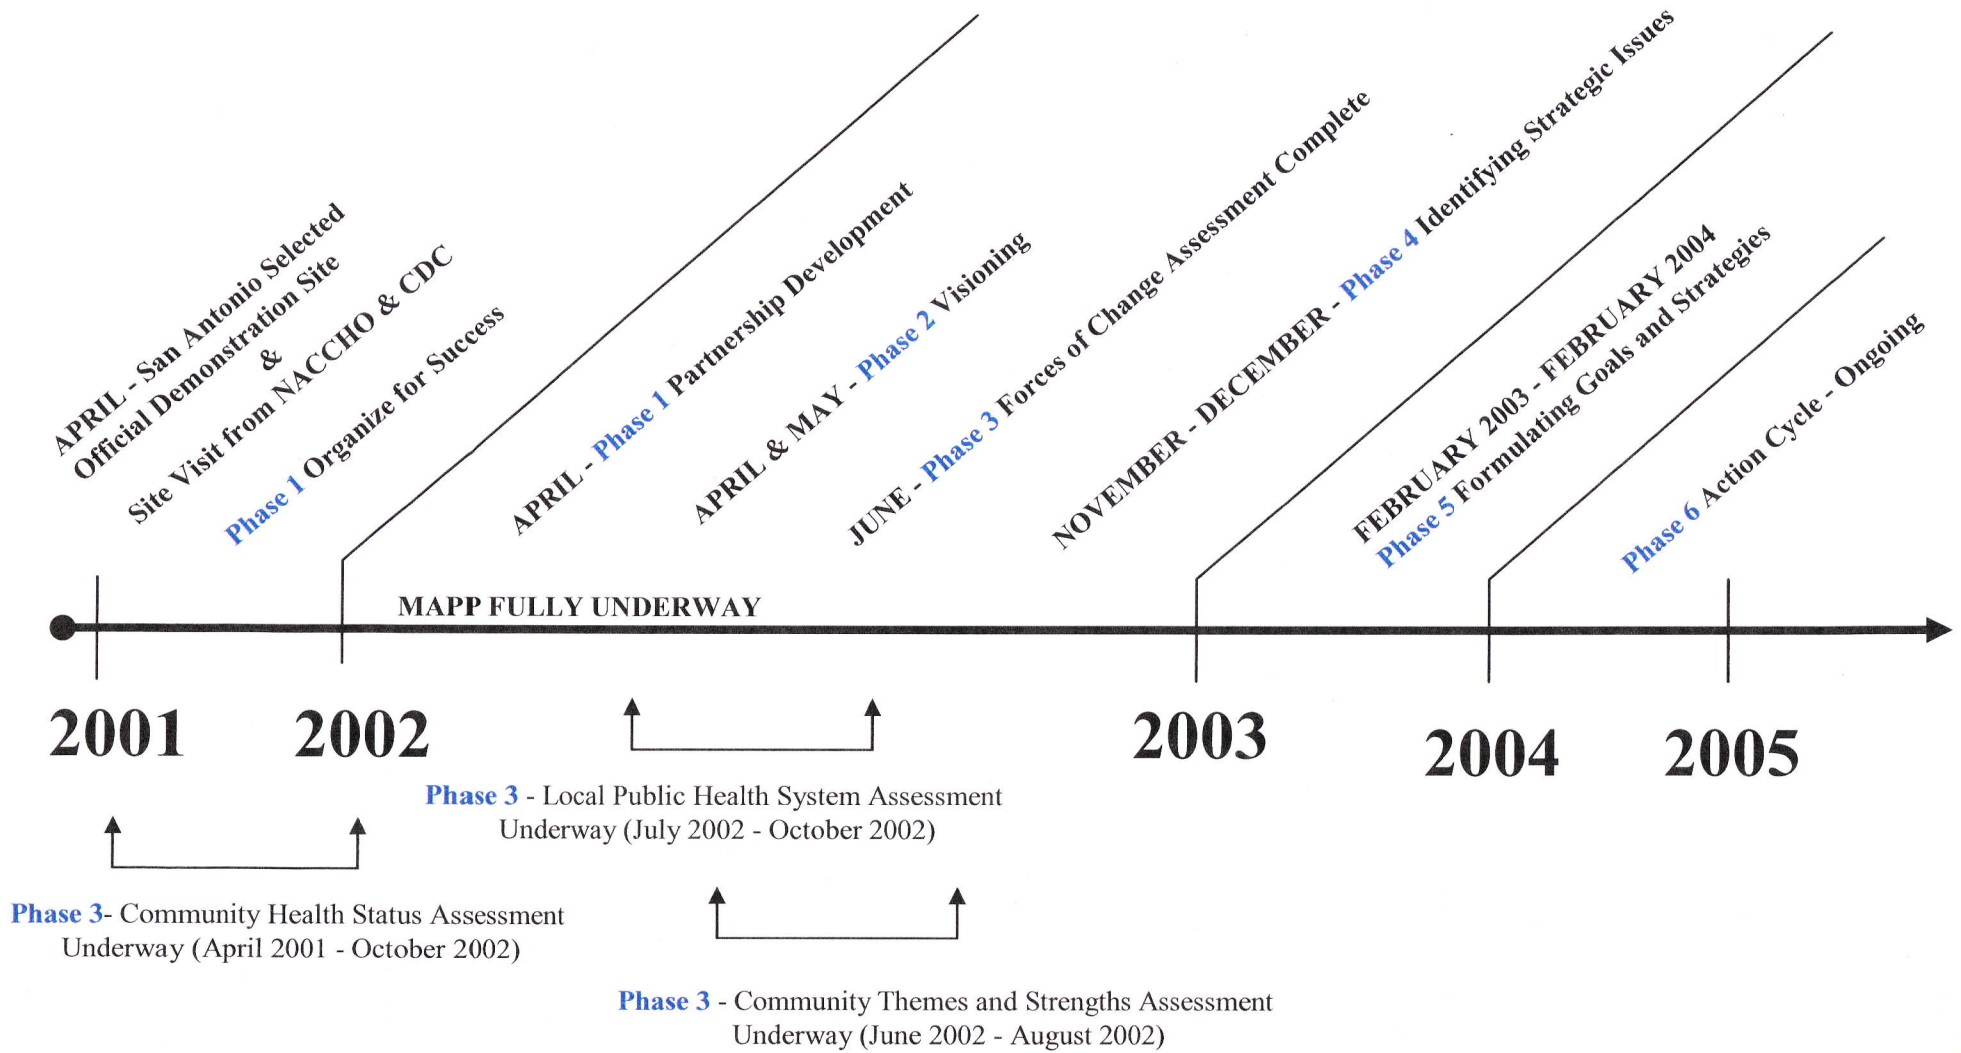 APRIL - San Antonio Selected
Official Demonstration Site
&
Site Visit from NACCHO & CDC
Phase 1 Organize for Success
APRIL - Phase 1 Partnership Development
APRIL & MAY - Phase 2 Visioning
JUNE - Phase 3 Forces of Change Assessment Complete
NOVEMBER - DECEMBER - Phase 4 Identifying Strategic Issues
FEBRUARY 2003 - FEBRUARY 2004
Phase 5 Formulating Goals and Strategies
Phase 6 Action Cycle - Ongoing
MAPP FULLY UNDERWAY
2001
2002
2003
2004
2005
Phase 3 - Local Public Health System Assessment
Underway (July 2002 - October 2002)
Phase 3- Community Health Status Assessment
Underway (April 2001 - October 2002)
Phase 3 - Community Themes and Strengths Assessment
Underway (June 2002 - August 2002)